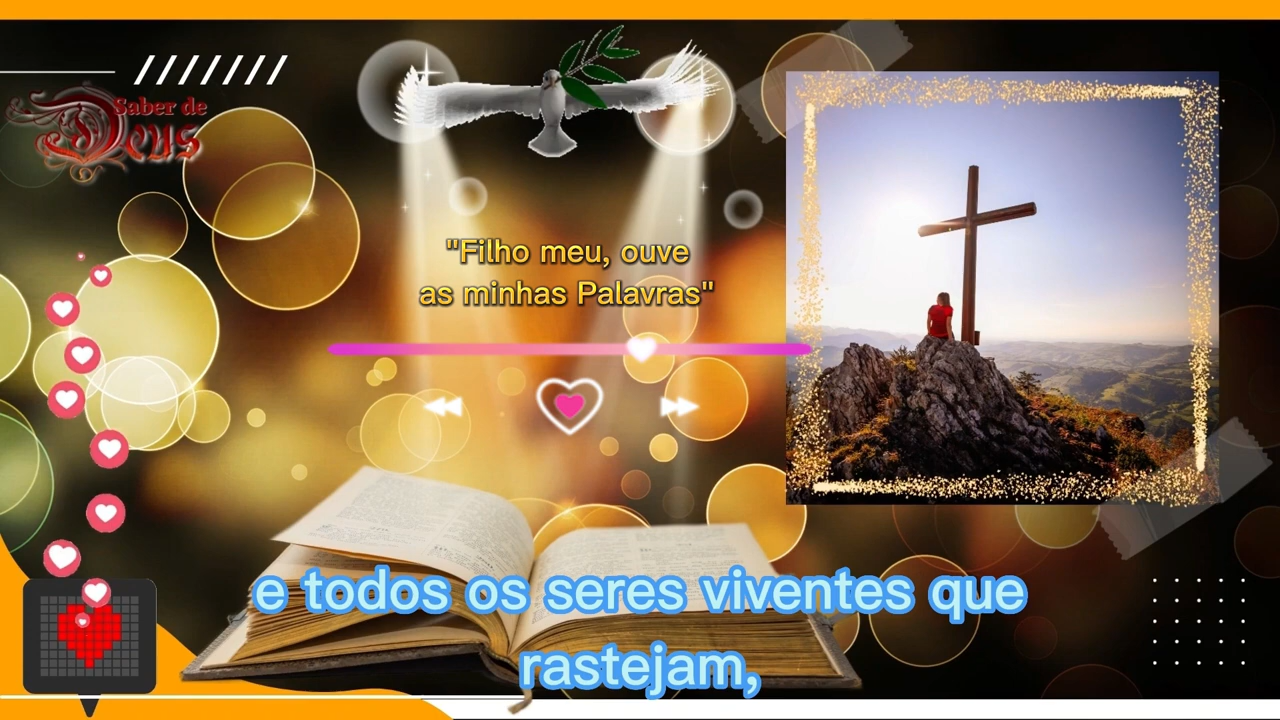 Saber de
Deus
"Filho meu, ouve
as minhas Palavras"
e todos os seres viventes que
rastejam,